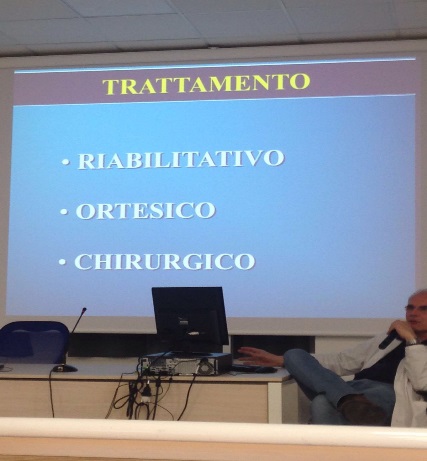 TRATTAMENTO
• RIABILITATIVO
• ORTESICO
• CHIRURGICO